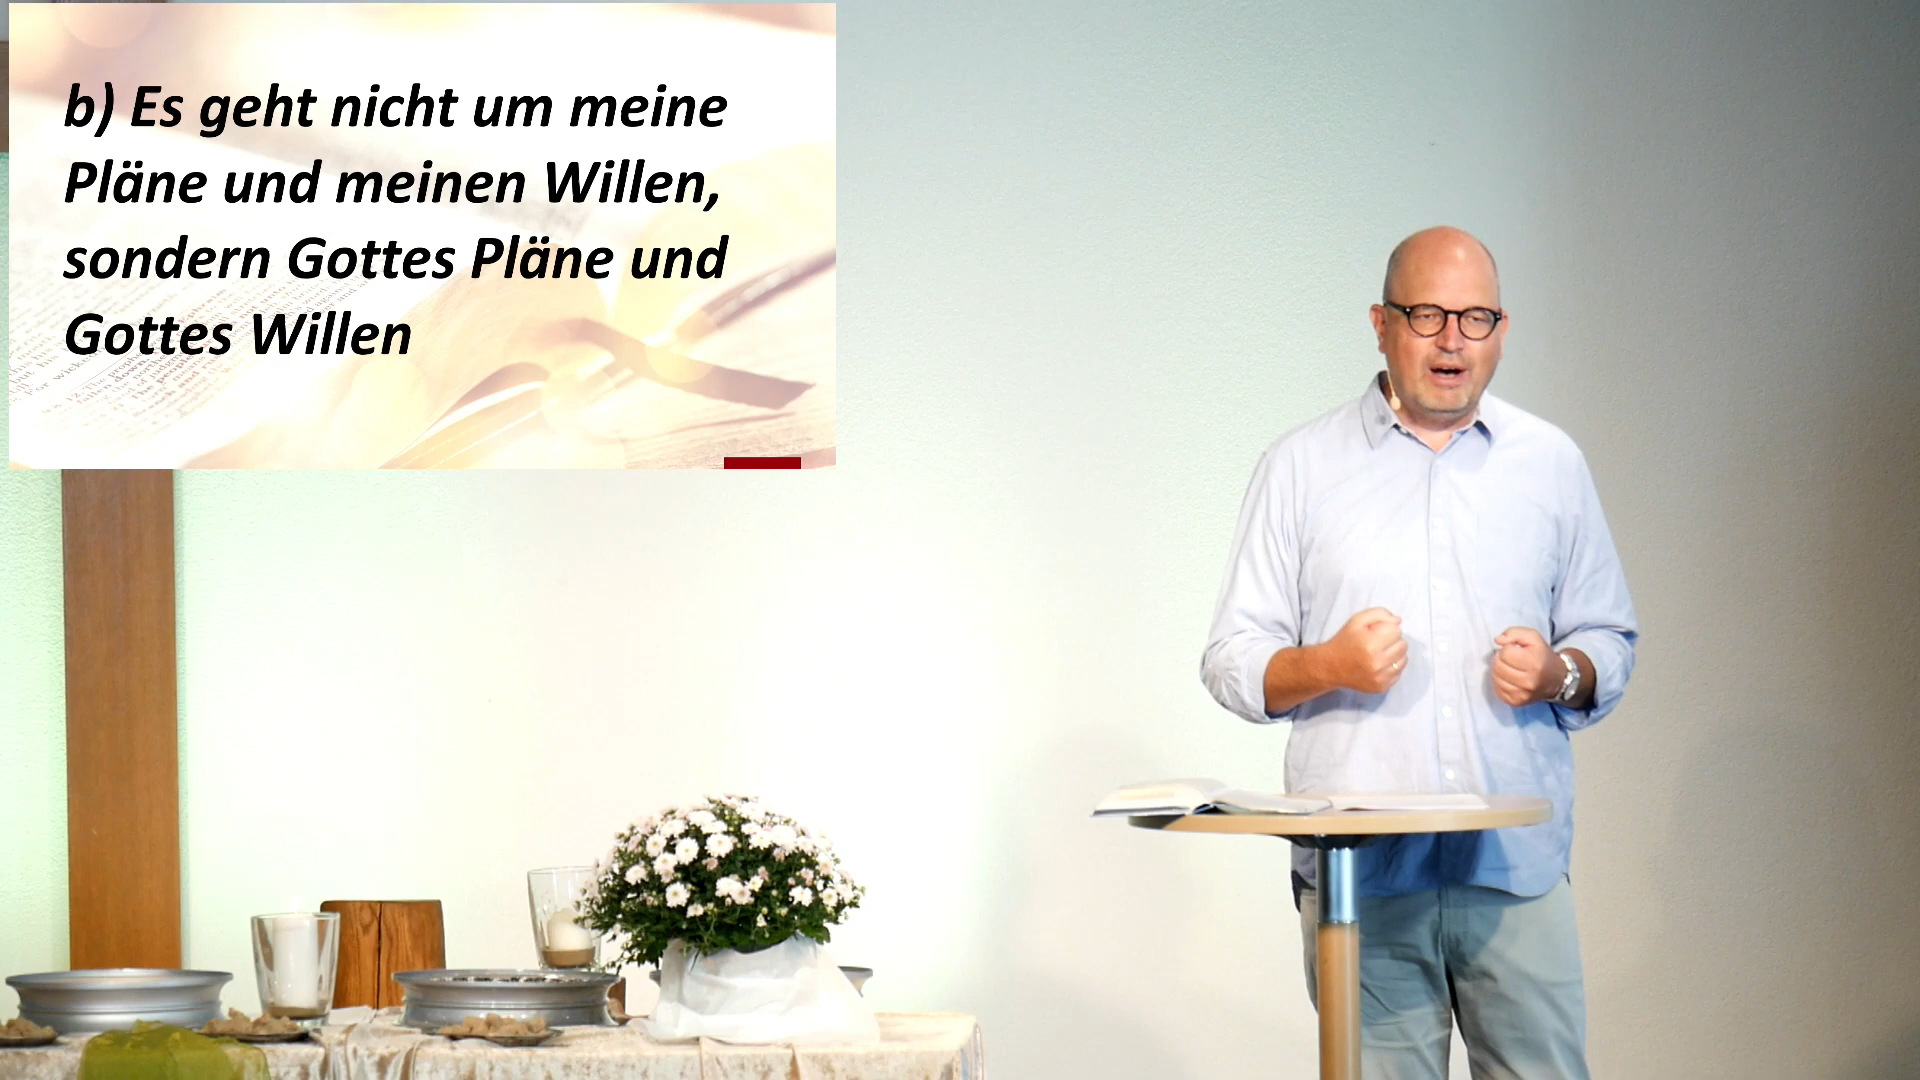 b) Es geht nicht um meine
Pläne und meinen Willen,
sondern Gottes Pläne und
Gottes Willen